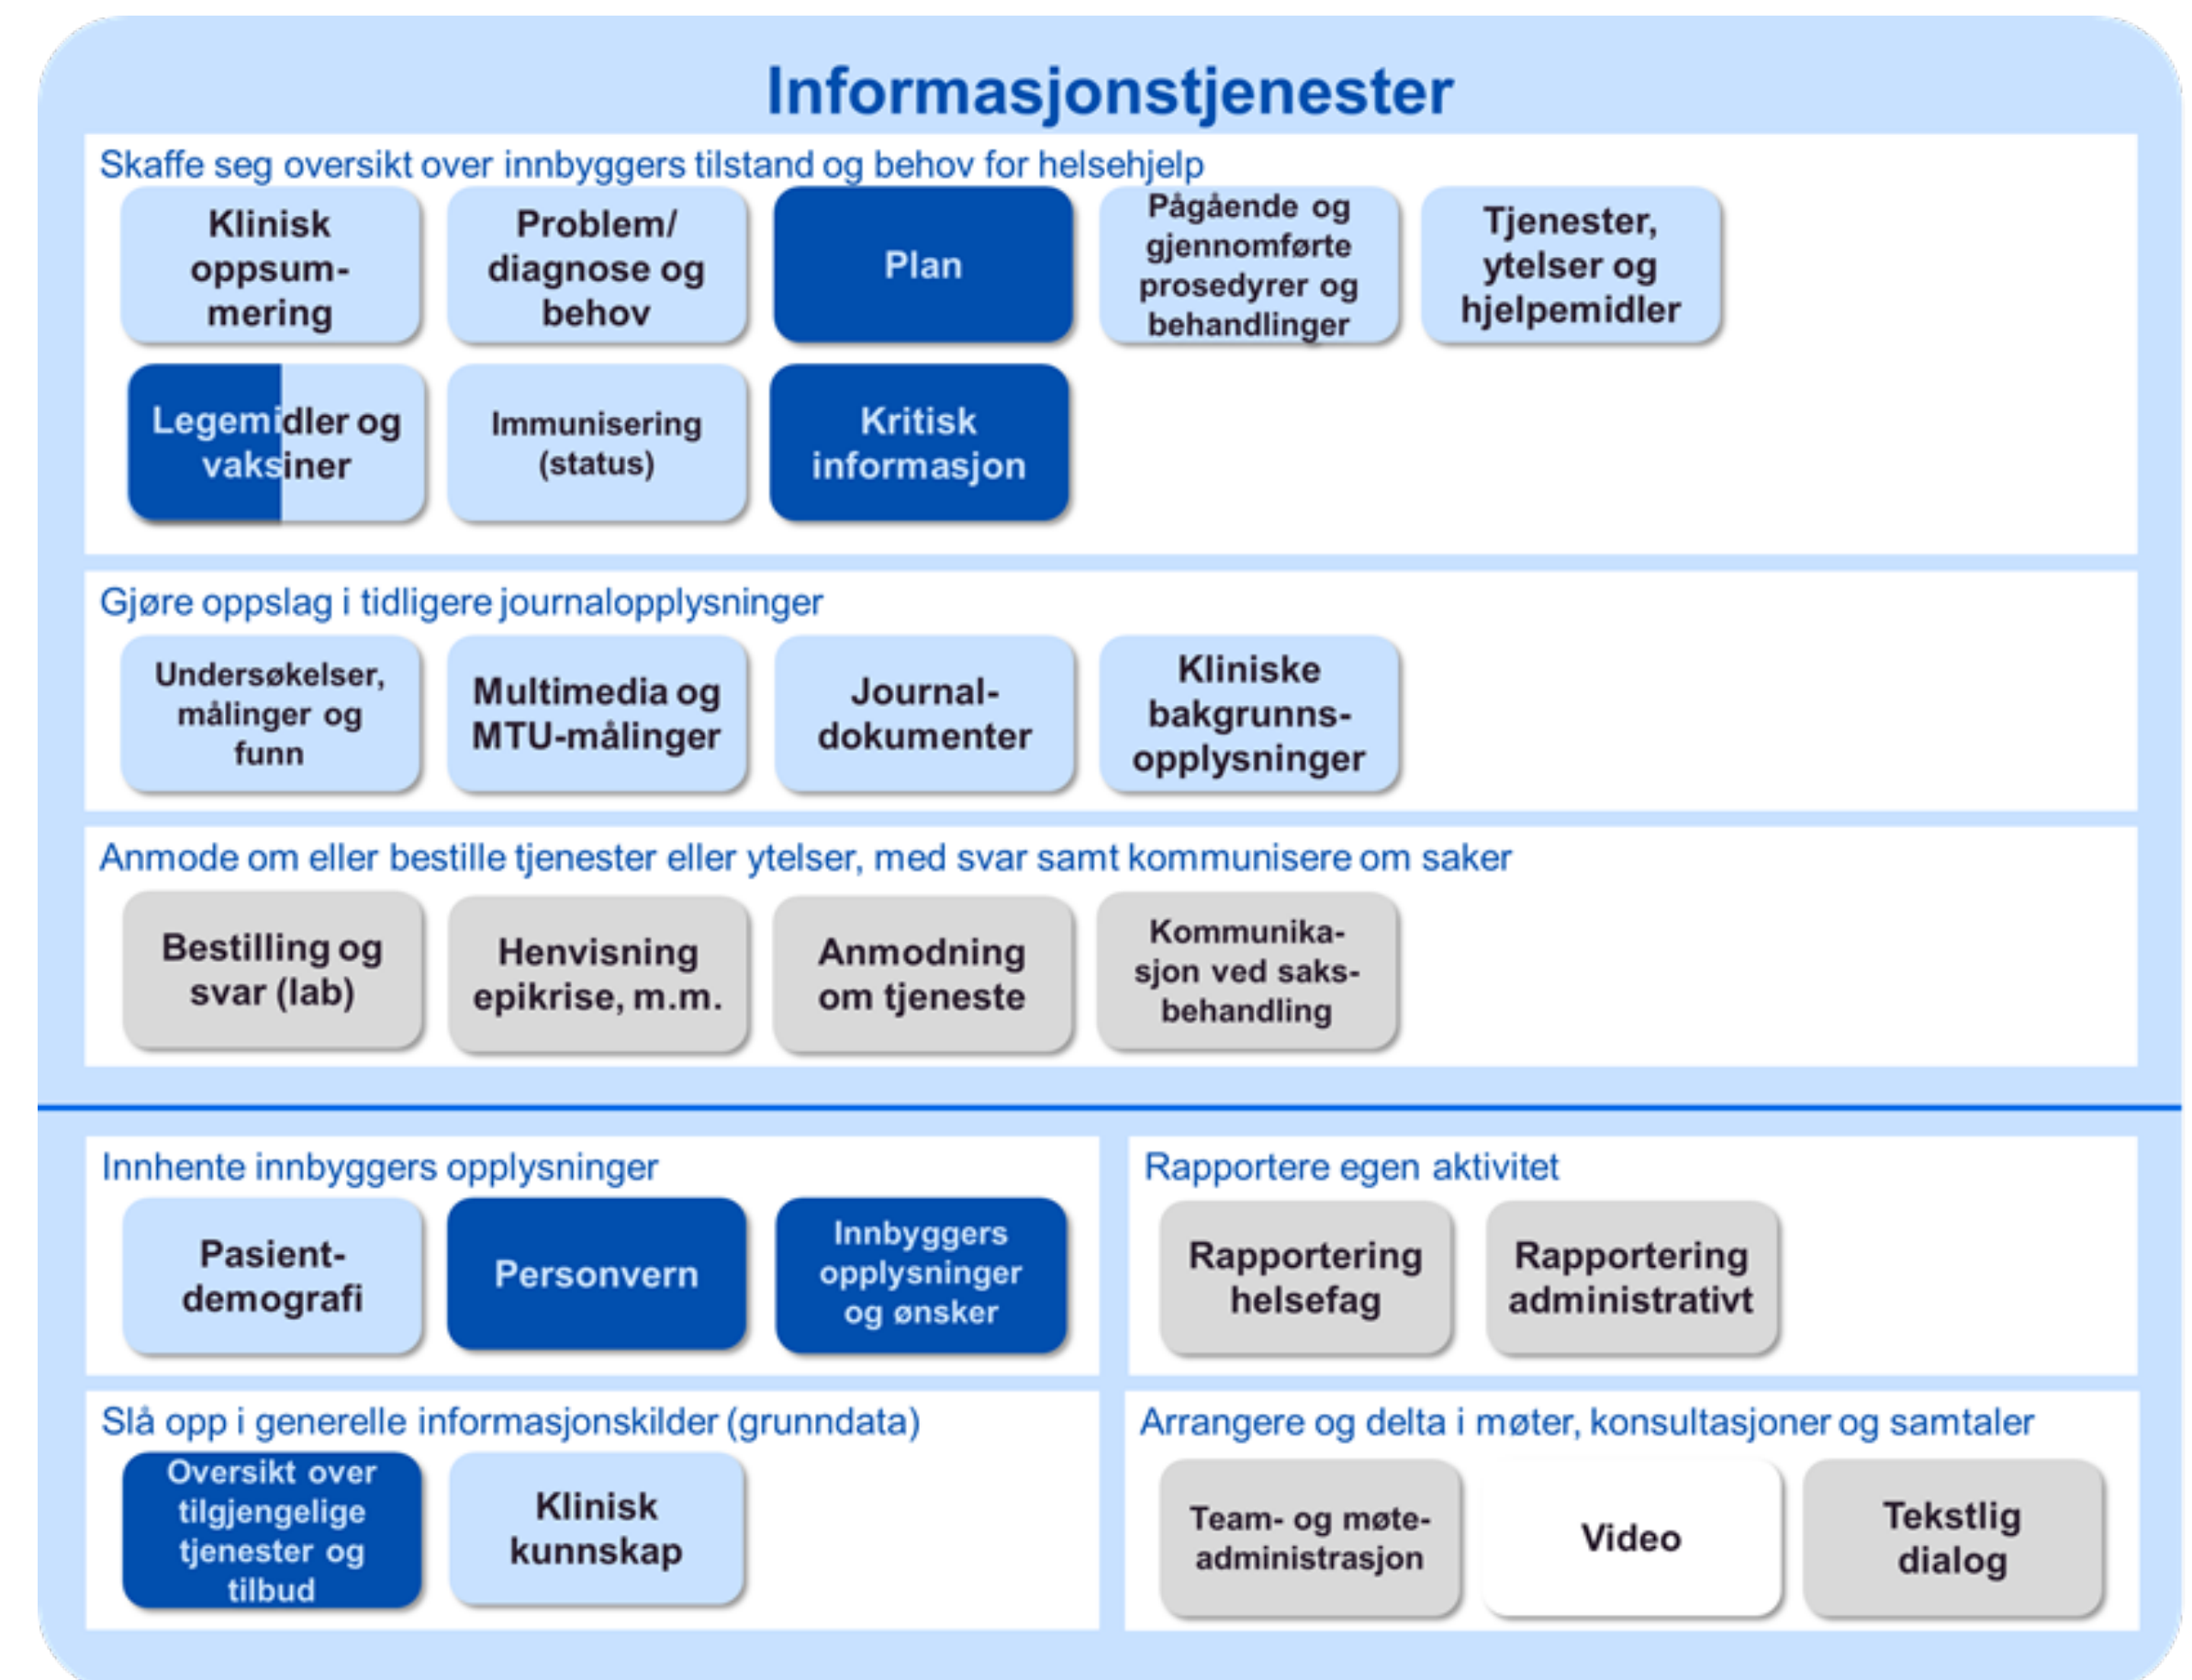 Informasjonstjenester
Skaffe seg oversikt over innbyggers tilstand og behov for helsehjelp
Klinisk
oppsum-
mering
Problem/
diagnose og
behov
Plan
Pågående og
gjennomførte
prosedyrer og
behandlinger
Tjenester,
ytelser og
hjelpemidler
Legemidler og
vaksiner
Immunisering
(status)
Kritisk
informasjon
Gjøre oppslag i tidligere journalopplysninger
Undersøkelser,
målinger og
funn
Multimedia og
MTU-målinger
Journal-
dokumenter
Kliniske
bakgrunns-
opplysninger
Anmode om eller bestille tjenester eller ytelser, med svar samt kommunisere om saker
Bestilling og
svar (lab)
Henvisning
epikrise, m.m.
Anmodning
om tjeneste
Kommunika-
sjon ved saks-
behandling
Innhente innbyggers opplysninger
Pasient-
demografi
Personvern
Innbyggers
opplysninger
og ønsker
Rapportere egen aktivitet
Rapportering
helsefag
Rapportering
administrativt
Slå opp i generelle informasjonskilder (grunndata)
Oversikt over
tilgjengelige
tjenester og
tilbud
Klinisk
kunnskap
Arrangere og delta i møter, konsultasjoner og samtaler
Team- og møte-
administrasjon
Video
Tekstlig
dialog